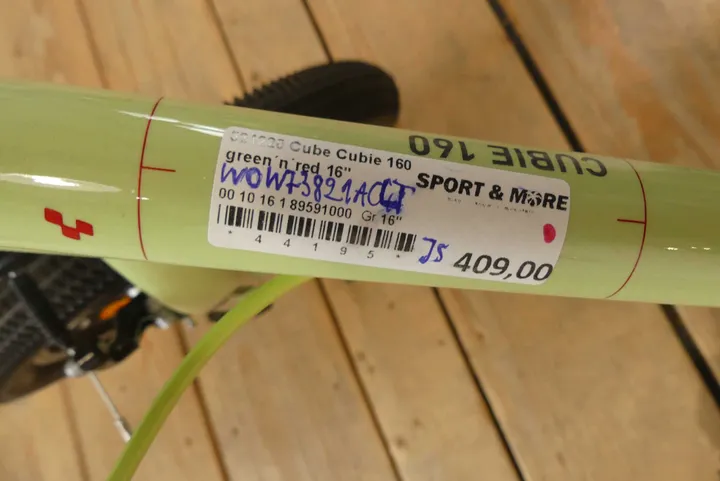 Cube Cubie 160
green´n´red 16"
SPORT & MORE
00 10 16 1 89591000 Gr 16"
* 4 4 1 9 5 *
JS
409,00
CUBIE 160